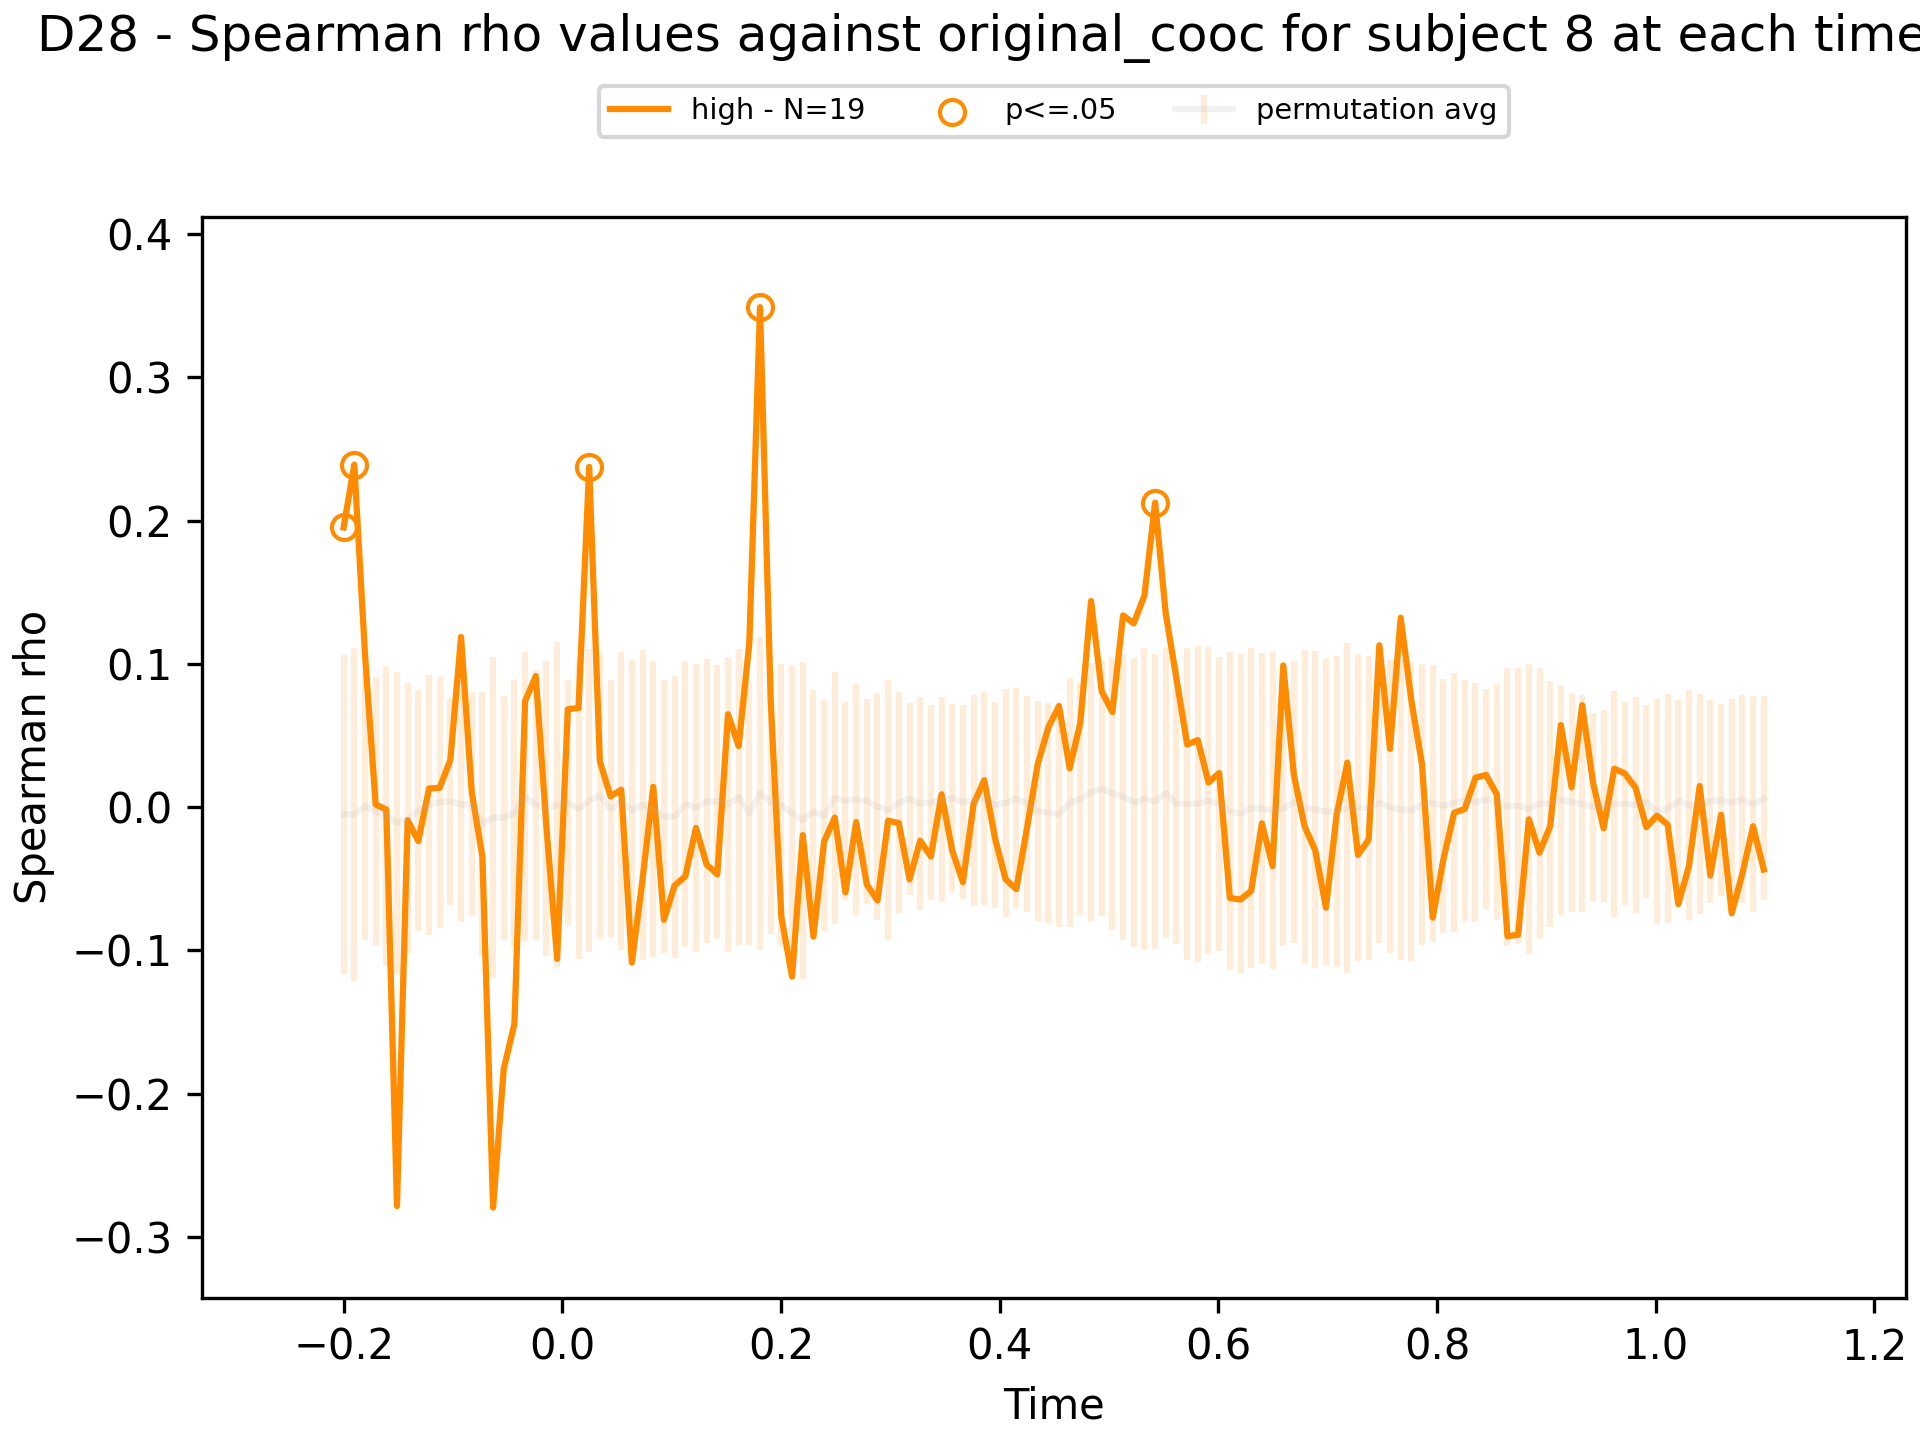 D28 - Spearman rho values against original_cooc for subject 8 at each time
high - N=19 p<=.05 permutation avg
0.4
0.3
0.2
0.1
0.0
−0.1
−0.2
−0.3
Spearman rho
−0.2 0.0 0.2 0.4 0.6 0.8 1.0 1.2
Time